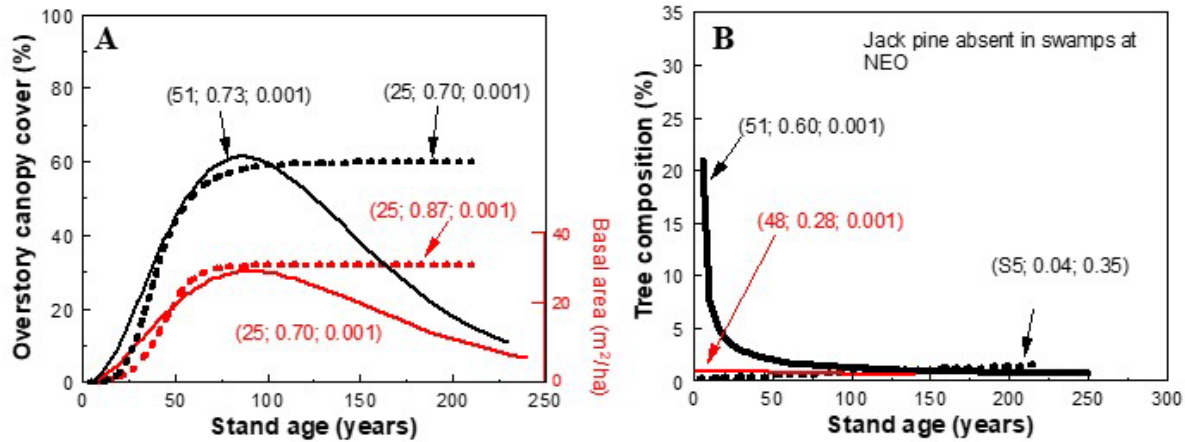 A
100
80
60
40
20
0
Overstory canopy cover (%)
(51; 0.73; 0.001)
(25; 0.70; 0.001)
(25; 0.87; 0.001)
(25; 0.70; 0.001)
40
20
0
Basal area (m²/ha)
0 50 100 150 200 250
Stand age (years)
B
35
30
25
20
15
10
5
0
Tree composition (%)
Jack pine absent in swamps at
NEO
(51; 0.60; 0.001)
(48; 0.28; 0.001)
(S5; 0.04; 0.35)
0 50 100 150 200 250 300
Stand age (years)